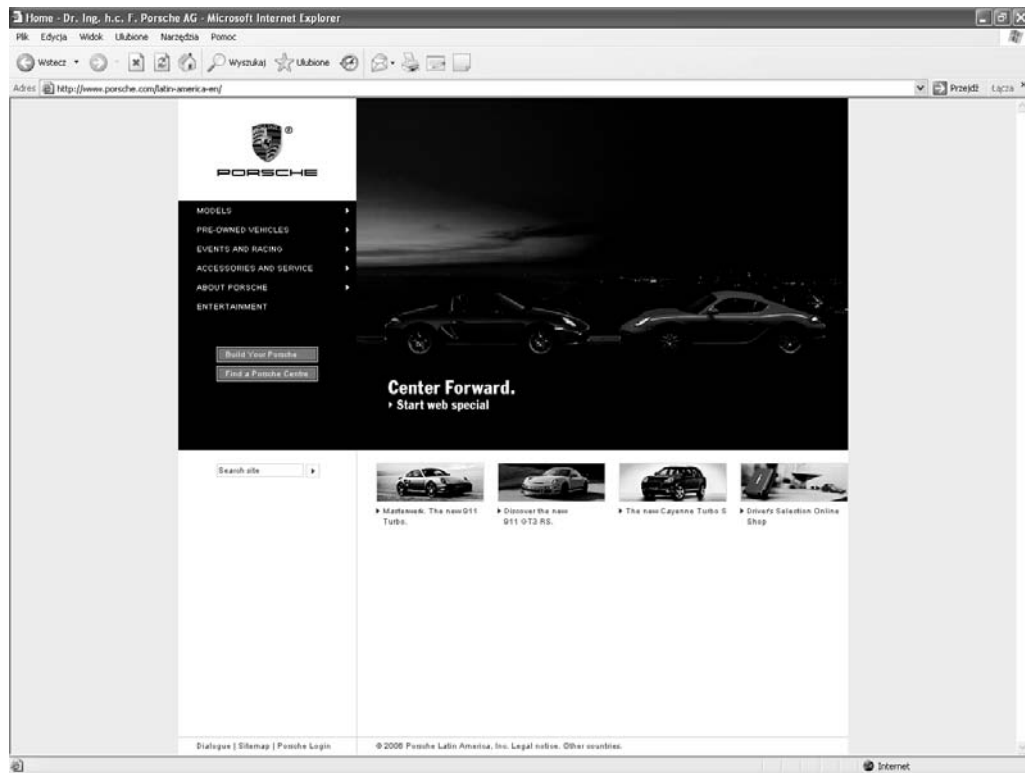 Home - Dr. Ing. h.c. F. Porsche AG - Microsoft Internet Explorer
Plik Edycja Widok Ulubione Narzędzia Pomoc
Wstecz Wyszukaj Ulubione
Adres http://www.porsche.com/latin-america-en/ Przejdź Łącza
®
PORSCHE
MODELS
PRE-OWNED VEHICLES
EVENTS AND RACING
ACCESSORIES AND SERVICE
ABOUT PORSCHE
ENTERTAINMENT
Build Your Porsche
Find a Porsche Centre
Center Forward.
Start web special
Search site
Masterwerk. The new 911
Turbo.
Discover the new
911 GT3 RS.
The new Cayenne Turbo S
Driver's Selection Online
Shop
Dialogue | Sitemap | Porsche Login
© 2006 Porsche Latin America, Inc. Legal notice. Other countries.
Internet